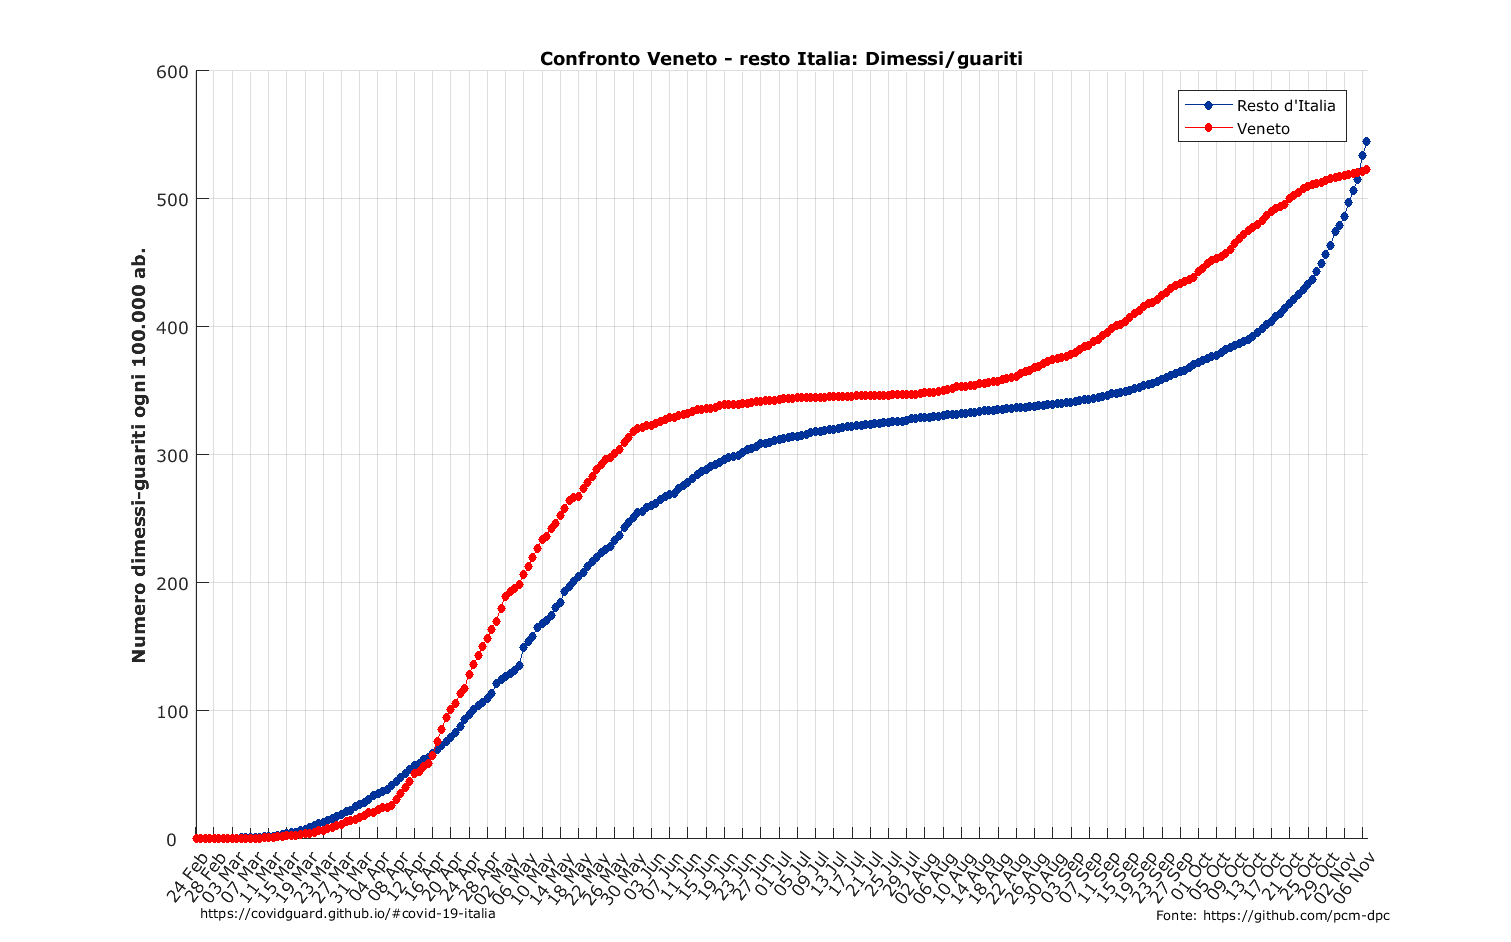 Confronto Veneto - resto Italia: Dimessi/guariti
Numero dimessi-guariti ogni 100.000 ab.
600
500
400
300
200
100
0
Resto d'Italia
Veneto
24 Feb
28 Feb
03 Mar
07 Mar
11 Mar
15 Mar
19 Mar
23 Mar
27 Mar
31 Mar
04 Apr
08 Apr
12 Apr
16 Apr
20 Apr
24 Apr
28 Apr
02 May
06 May
10 May
14 May
18 May
22 May
26 May
30 May
03 Jun
07 Jun
11 Jun
15 Jun
19 Jun
23 Jun
27 Jun
01 Jul
05 Jul
09 Jul
13 Jul
17 Jul
21 Jul
25 Jul
29 Jul
02 Aug
06 Aug
10 Aug
14 Aug
18 Aug
22 Aug
26 Aug
30 Aug
03 Sep
07 Sep
11 Sep
15 Sep
19 Sep
23 Sep
27 Sep
01 Oct
05 Oct
09 Oct
13 Oct
17 Oct
21 Oct
25 Oct
29 Oct
02 Nov
06 Nov
https://covidguard.github.io/#covid-19-italia
Fonte: https://github.com/pcm-dpc